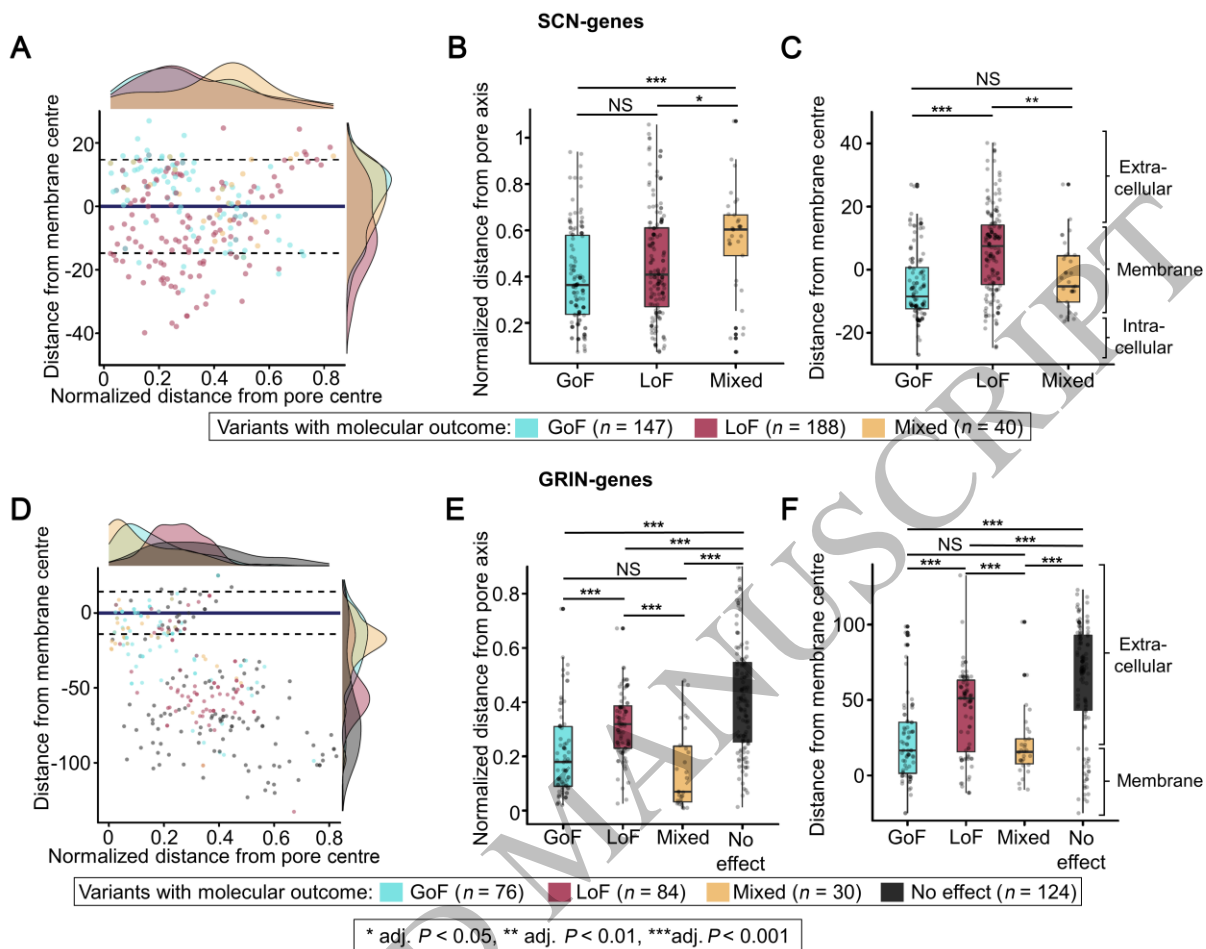 SCN-genes
A
Distance from membrane centre
20
0
-20
-40
0 0.2 0.4 0.6 0.8
Normalized distance from pore centre
B
Normalized distance from pore axis
1
0.8
0.6
0.4
0.2
***
NS
*
GoF LoF Mixed
C
Distance from membrane centre
40
20
0
-20
NS
***
**
GoF LoF Mixed
Extra-
cellular
Membrane
Intra-
cellular
Variants with molecular outcome: GoF (n = 147) LoF (n = 188) Mixed (n = 40)
GRIN-genes
D
Distance from membrane centre
0
-50
-100
0 0.2 0.4 0.6 0.8
Normalized distance from pore centre
E
Normalized distance from pore axis
0.8
0.6
0.4
0.2
0
***
***
NS
***
***
***
GoF LoF Mixed No
effect
F
Distance from membrane centre
100
50
0
***
***
NS
***
***
***
GoF LoF Mixed No
effect
Extra-
cellular
Membrane
Variants with molecular outcome: GoF (n = 76) LoF (n = 84) Mixed (n = 30) No effect (n = 124)
* adj. P < 0.05, ** adj. P < 0.01, ***adj. P < 0.001
D MANUSCRIPT